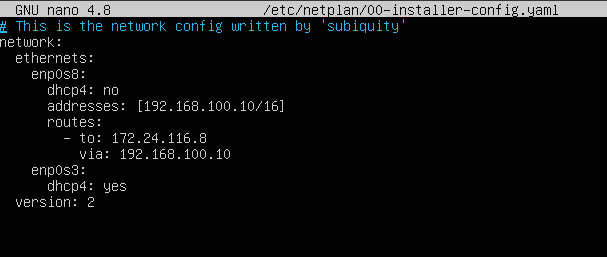 GNU nano 4.8 /etc/netplan/00-installer-config.yaml
# This is the network config written by 'subiquity'
network:
  ethernets:
    enp0s8:
      dhcp4: no
      addresses: [192.168.100.10/16]
      routes:
        - to: 172.24.116.8
          via: 192.168.100.10
    enp0s3:
      dhcp4: yes
  version: 2